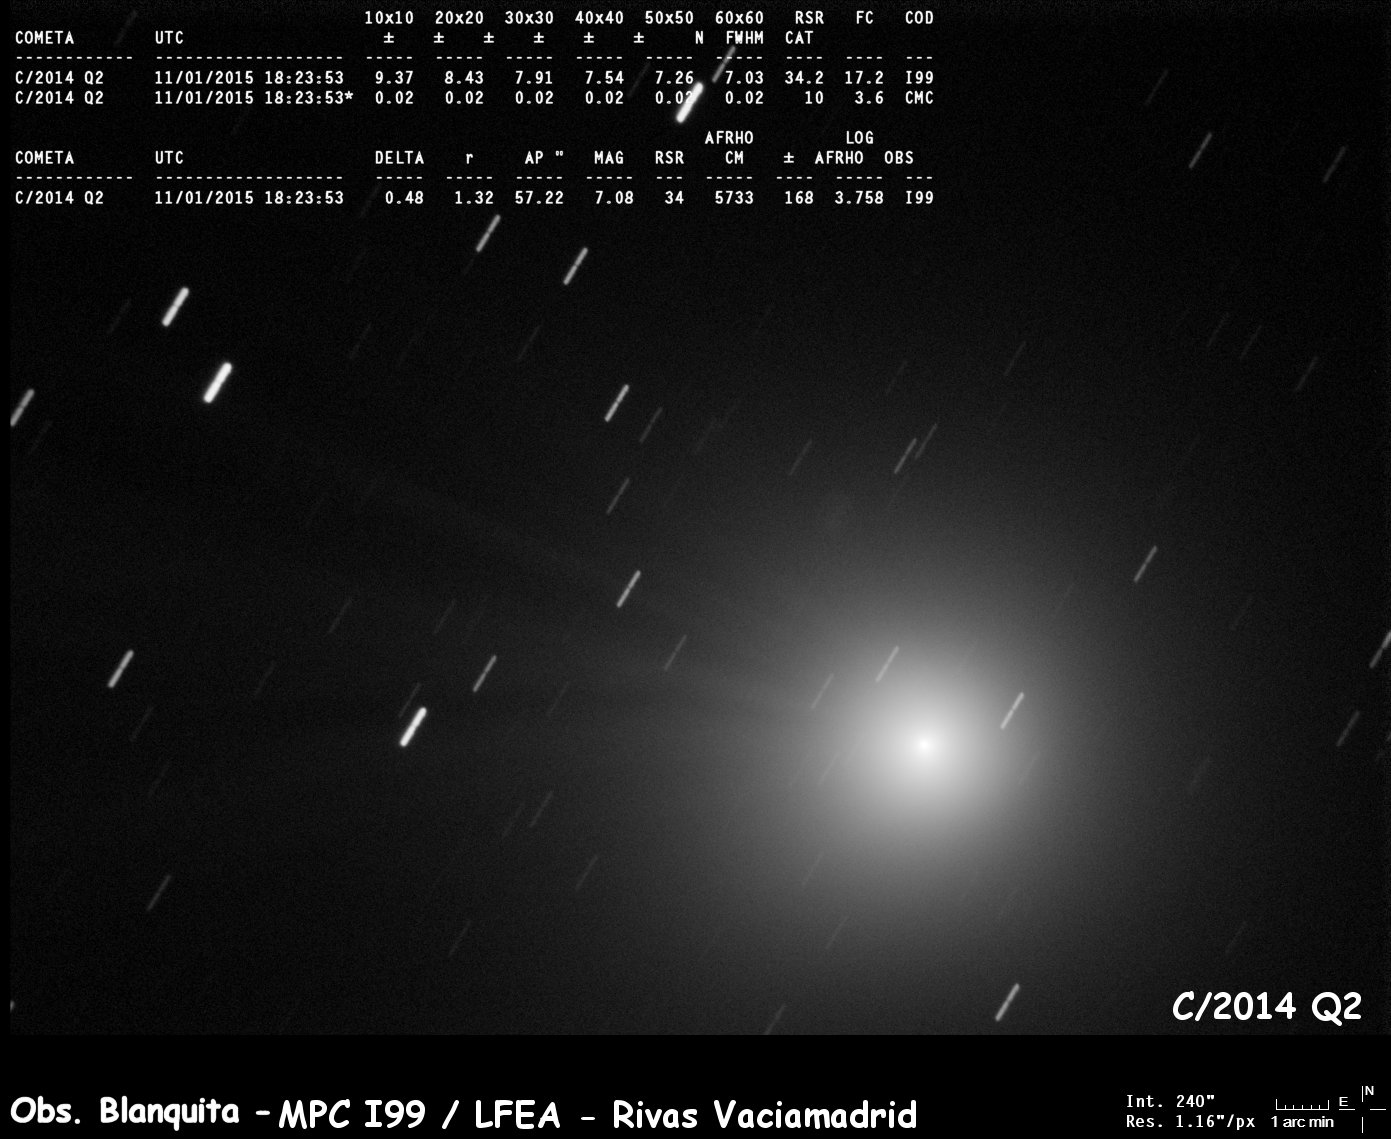 10x10 20x20 30x30 40x40 50x50 60x60 RSR FC COD
COMETA UTC ± ± ± ± ± ± N FWHM CAT
------------ ------------------- ----- ----- ----- ----- ----- ----- ---- ---- ---
C/2014 Q2 11/01/2015 18:23:53 9.37 8.43 7.91 7.54 7.26 7.03 34.2 17.2 I99
C/2014 Q2 11/01/2015 18:23:53* 0.02 0.02 0.02 0.02 0.02 0.02 10 3.6 CMC
AFRHO LOG
COMETA UTC DELTA r AP " MAG RSR CM ± AFRHO OBS
------------ ------------------- ----- ----- ----- ----- --- ----- ---- ----- ---
C/2014 Q2 11/01/2015 18:23:53 0.48 1.32 57.22 7.08 34 5733 168 3.758 I99
C/2014 Q2
Obs. Blanquita - MPC I99 / LFEA - Rivas Vaciamadrid
Int. 240" E N
Res. 1.16"/px 1 arc min